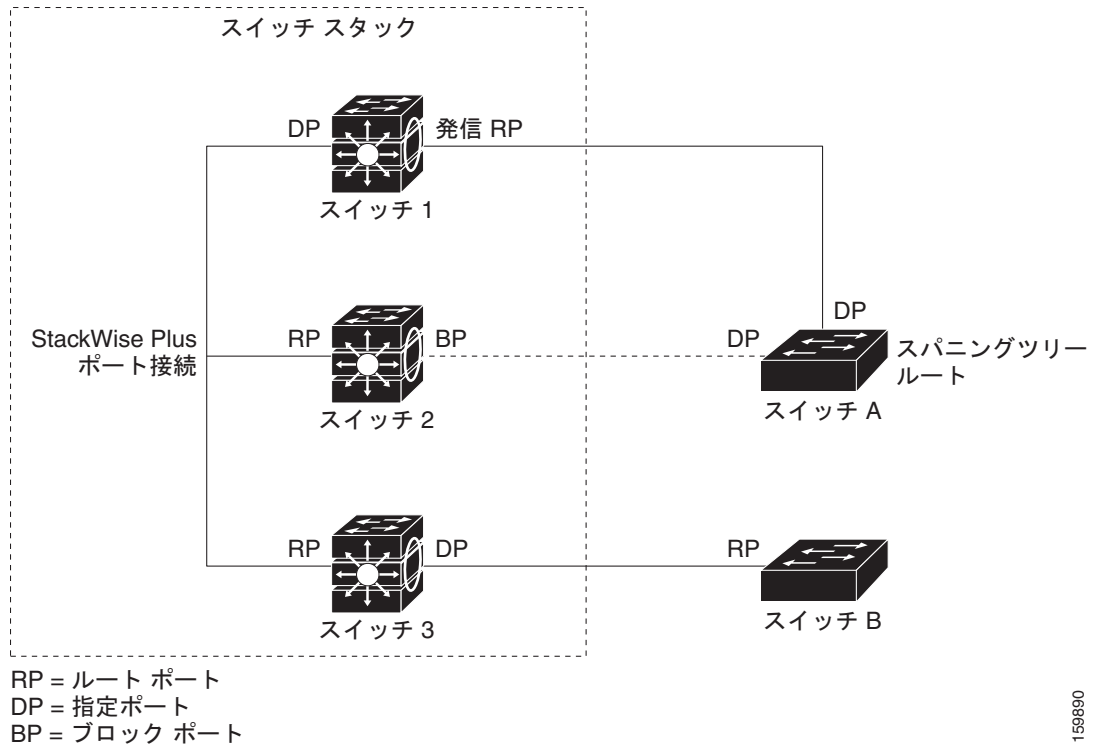 スイッチ スタック
DP
発信 RP
スイッチ 1
StackWise Plus
ポート接続
RP
BP
スイッチ 2
DP
DP
スパニングツリー
ルート
スイッチ A
RP
DP
スイッチ 3
RP
スイッチ B
RP = ルート ポート
DP = 指定ポート
BP = ブロック ポート
159890